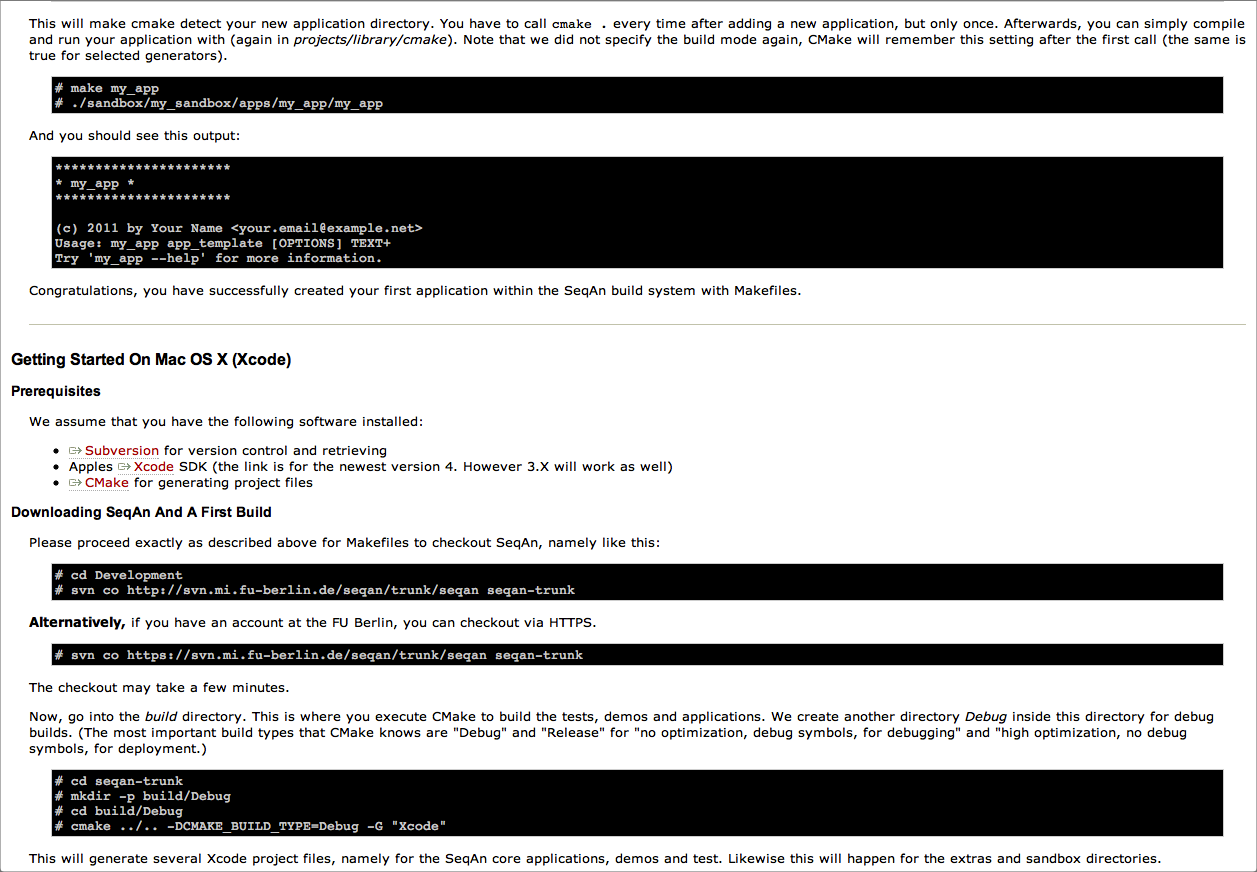 This will make cmake detect your new application directory. You have to call cmake . every time after adding a new application, but only once. Afterwards, you can simply compile
and run your application with (again in projects/library/cmake). Note that we did not specify the build mode again, CMake will remember this setting after the first call (the same is
true for selected generators).
# make my_app
# ./sandbox/my_sandbox/apps/my_app/my_app
And you should see this output:
**********************
* my_app *
**********************
(c) 2011 by Your Name <your.email@example.net>
Usage: my_app app_template [OPTIONS] TEXT+
Try 'my_app --help' for more information.
Congratulations, you have successfully created your first application within the SeqAn build system with Makefiles.
Getting Started On Mac OS X (Xcode)
Prerequisites
We assume that you have the following software installed:
• Subversion for version control and retrieving
• Apples Xcode SDK (the link is for the newest version 4. However 3.X will work as well)
• CMake for generating project files
Downloading SeqAn And A First Build
Please proceed exactly as described above for Makefiles to checkout SeqAn, namely like this:
# cd Development
# svn co http://svn.mi.fu-berlin.de/seqan/trunk/seqan seqan-trunk
Alternatively, if you have an account at the FU Berlin, you can checkout via HTTPS.
# svn co https://svn.mi.fu-berlin.de/seqan/trunk/seqan seqan-trunk
The checkout may take a few minutes.
Now, go into the build directory. This is where you execute CMake to build the tests, demos and applications. We create another directory Debug inside this directory for debug
builds. (The most important build types that CMake knows are "Debug" and "Release" for "no optimization, debug symbols, for debugging" and "high optimization, no debug
symbols, for deployment.)
# cd seqan-trunk
# mkdir -p build/Debug
# cd build/Debug
# cmake ../.. -DCMAKE_BUILD_TYPE=Debug -G "Xcode"
This will generate several Xcode project files, namely for the SeqAn core applications, demos and test. Likewise this will happen for the extras and sandbox directories.